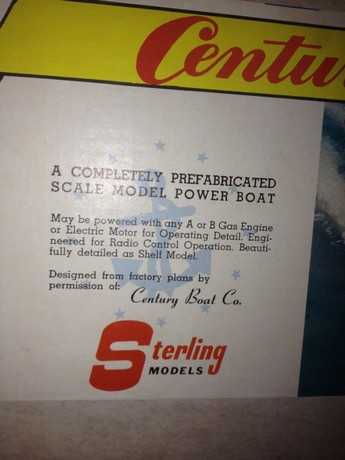 Centu
A COMPLETELY PREFABRICATED
SCALE MODEL POWER BOAT
May be powered with any A or B Gas Engine
or Electric Motor for Operating Detail. Engi-
neered for Radio Control Operation. Beauti-
fully detailed as Shelf Model.
Designed from factory plans by
permission of: Century Boat Co.
Sterling
MODELS